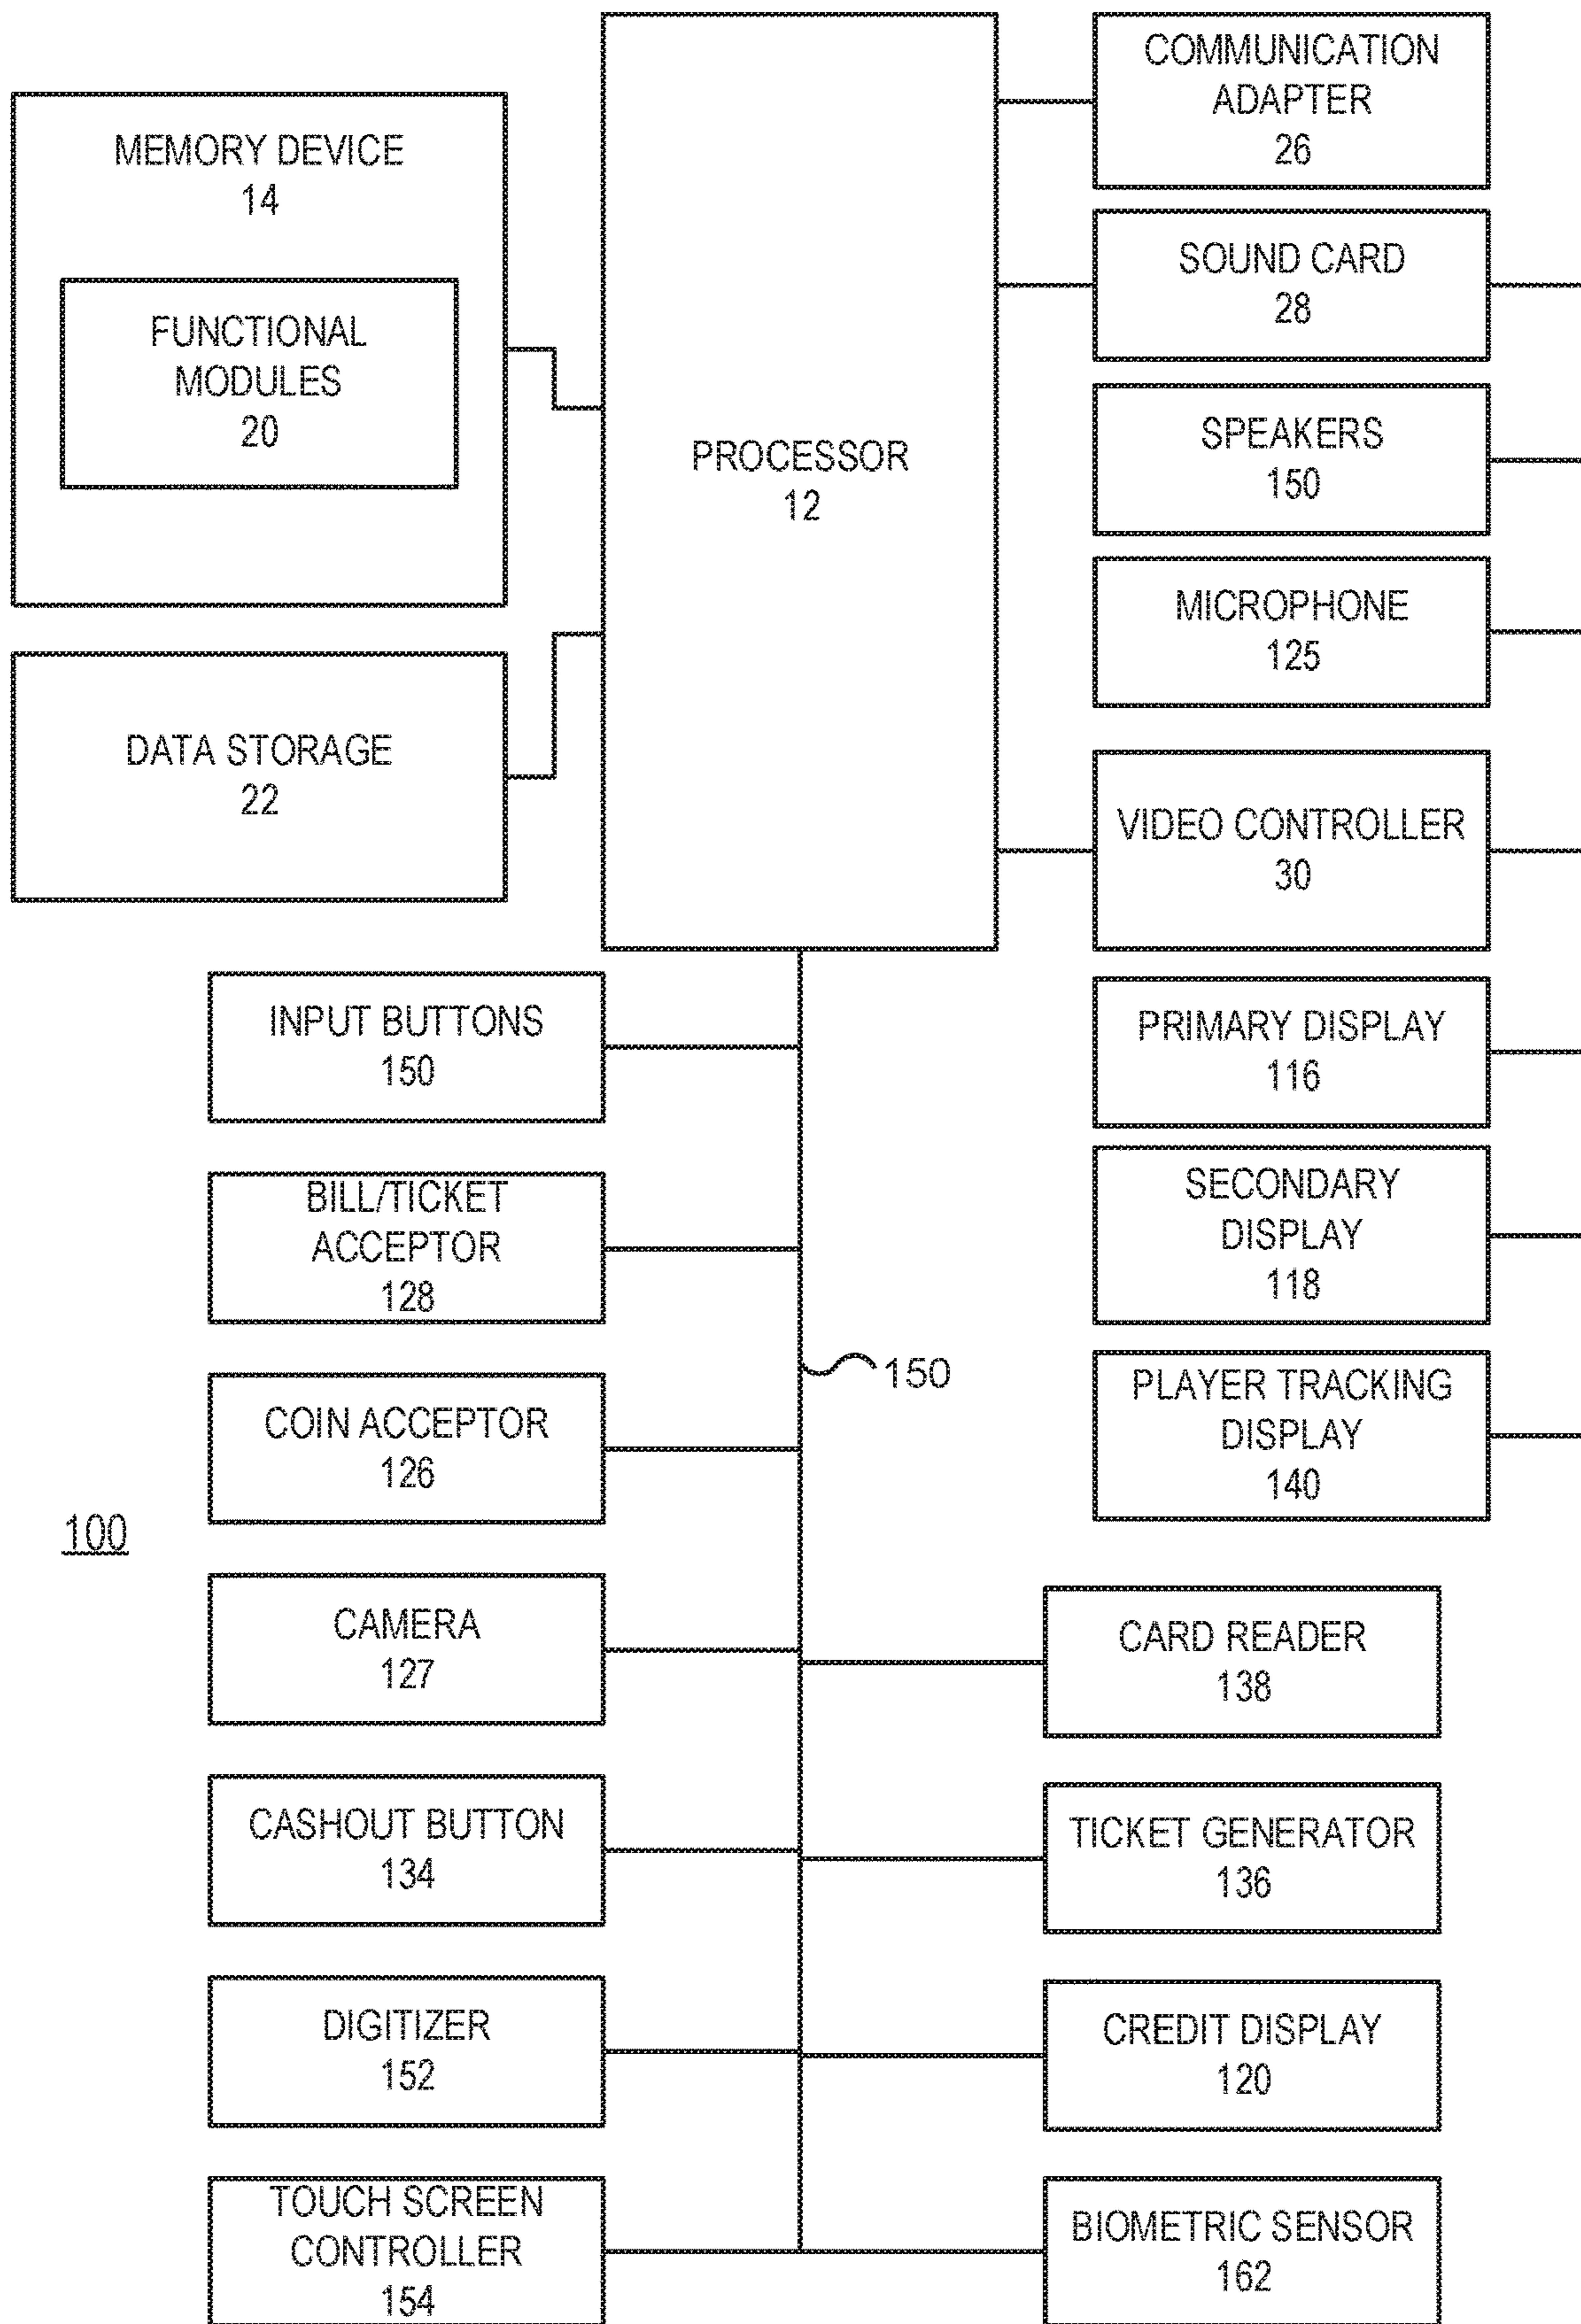 COMMUNICATION
ADAPTER
26
MEMORY DEVICE
14
FUNCTIONAL
MODULES
20
PROCESSOR
12
SOUND CARD
28
SPEAKERS
150
MICROPHONE
125
DATA STORAGE
22
VIDEO CONTROLLER
30
INPUT BUTTONS
150
PRIMARY DISPLAY
116
BILL/TICKET
ACCEPTOR
128
SECONDARY
DISPLAY
118
150
COIN ACCEPTOR
126
PLAYER TRACKING
DISPLAY
140
100
CAMERA
127
CARD READER
138
CASHOUT BUTTON
134
TICKET GENERATOR
136
DIGITIZER
152
CREDIT DISPLAY
120
TOUCH SCREEN
CONTROLLER
154
BIOMETRIC SENSOR
162